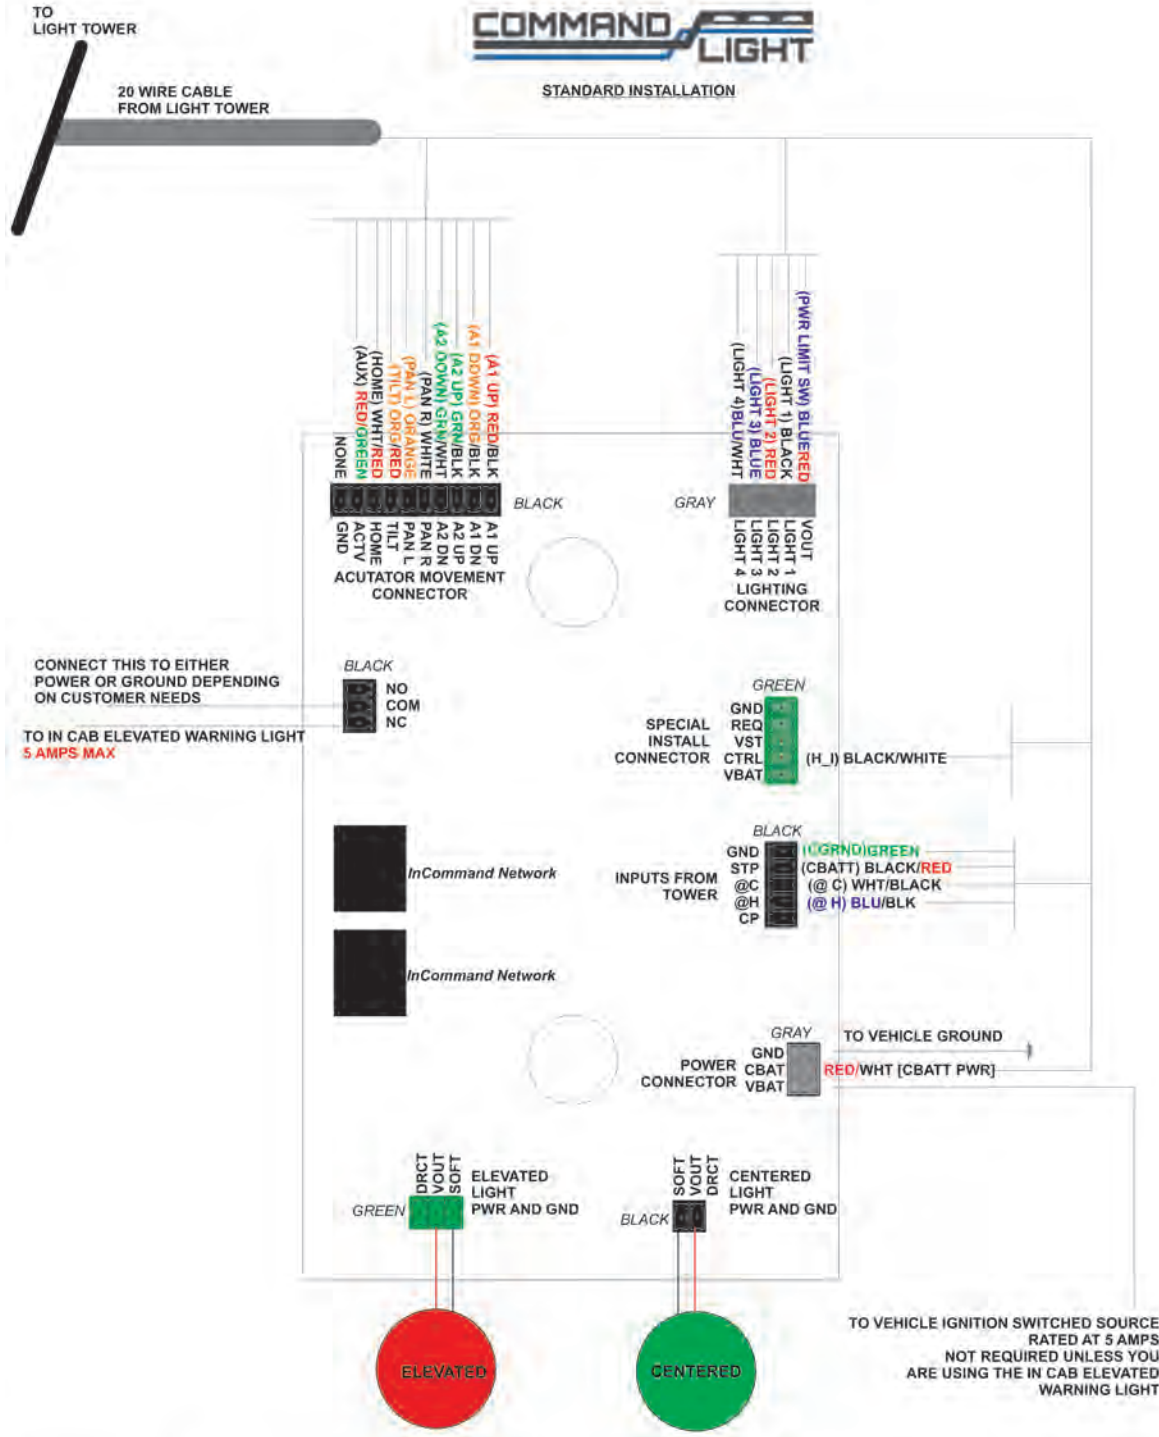 TO
LIGHT TOWER
COMMAND
LIGHT
STANDARD INSTALLATION
20 WIRE CABLE
FROM LIGHT TOWER
NONE
(AUX) RED/GREEN
(HOME) WHT/RED
(TILT) ORG/RED
(PAN L) ORANGE
(PAN R) WHITE
(A2 DOWN) GRN/WHT
(A2 UP) GRN/BLK
(A1 DOWN) ORG/BLK
(A1 UP) RED/BLK
(LIGHT 4)BLU/WHT
(LIGHT 3) BLUE
(LIGHT 2) RED
(LIGHT 1) BLACK
(PWR LIMIT SW) BLUERED
BLACK
GRAY
GND
ACTV
HOME
TILT
PAN L
PAN R
A2 DN
A2 UP
A1 DN
A1 UP
ACUTATOR MOVEMENT
CONNECTOR
LIGHT 4
LIGHT 3
LIGHT 2
LIGHT 1
VOUT
LIGHTING
CONNECTOR
CONNECT THIS TO EITHER
POWER OR GROUND DEPENDING
ON CUSTOMER NEEDS
TO IN CAB ELEVATED WARNING LIGHT
5 AMPS MAX
BLACK
NO
COM
NC
GREEN
SPECIAL
INSTALL
CONNECTOR
GND
REQ
VST
CTRL
VBAT
(H_I) BLACK/WHITE
BLACK
INPUTS FROM
TOWER
GND
STP
@C
@H
CP
(CGRND)GREEN
(CBATT) BLACK/RED
(@ C) WHT/BLACK
(@ H) BLU/BLK
InCommand Network
InCommand Network
GRAY
POWER
CONNECTOR
GND
CBAT
VBAT
TO VEHICLE GROUND
RED/WHT [CBATT PWR]
DRCT
VOUT
SOFT
ELEVATED
LIGHT
PWR AND GND
GREEN
SOFT
VOUT
DRCT
CENTERED
LIGHT
PWR AND GND
BLACK
ELEVATED
CENTERED
TO VEHICLE IGNITION SWITCHED SOURCE
RATED AT 5 AMPS
NOT REQUIRED UNLESS YOU
ARE USING THE IN CAB ELEVATED
WARNING LIGHT